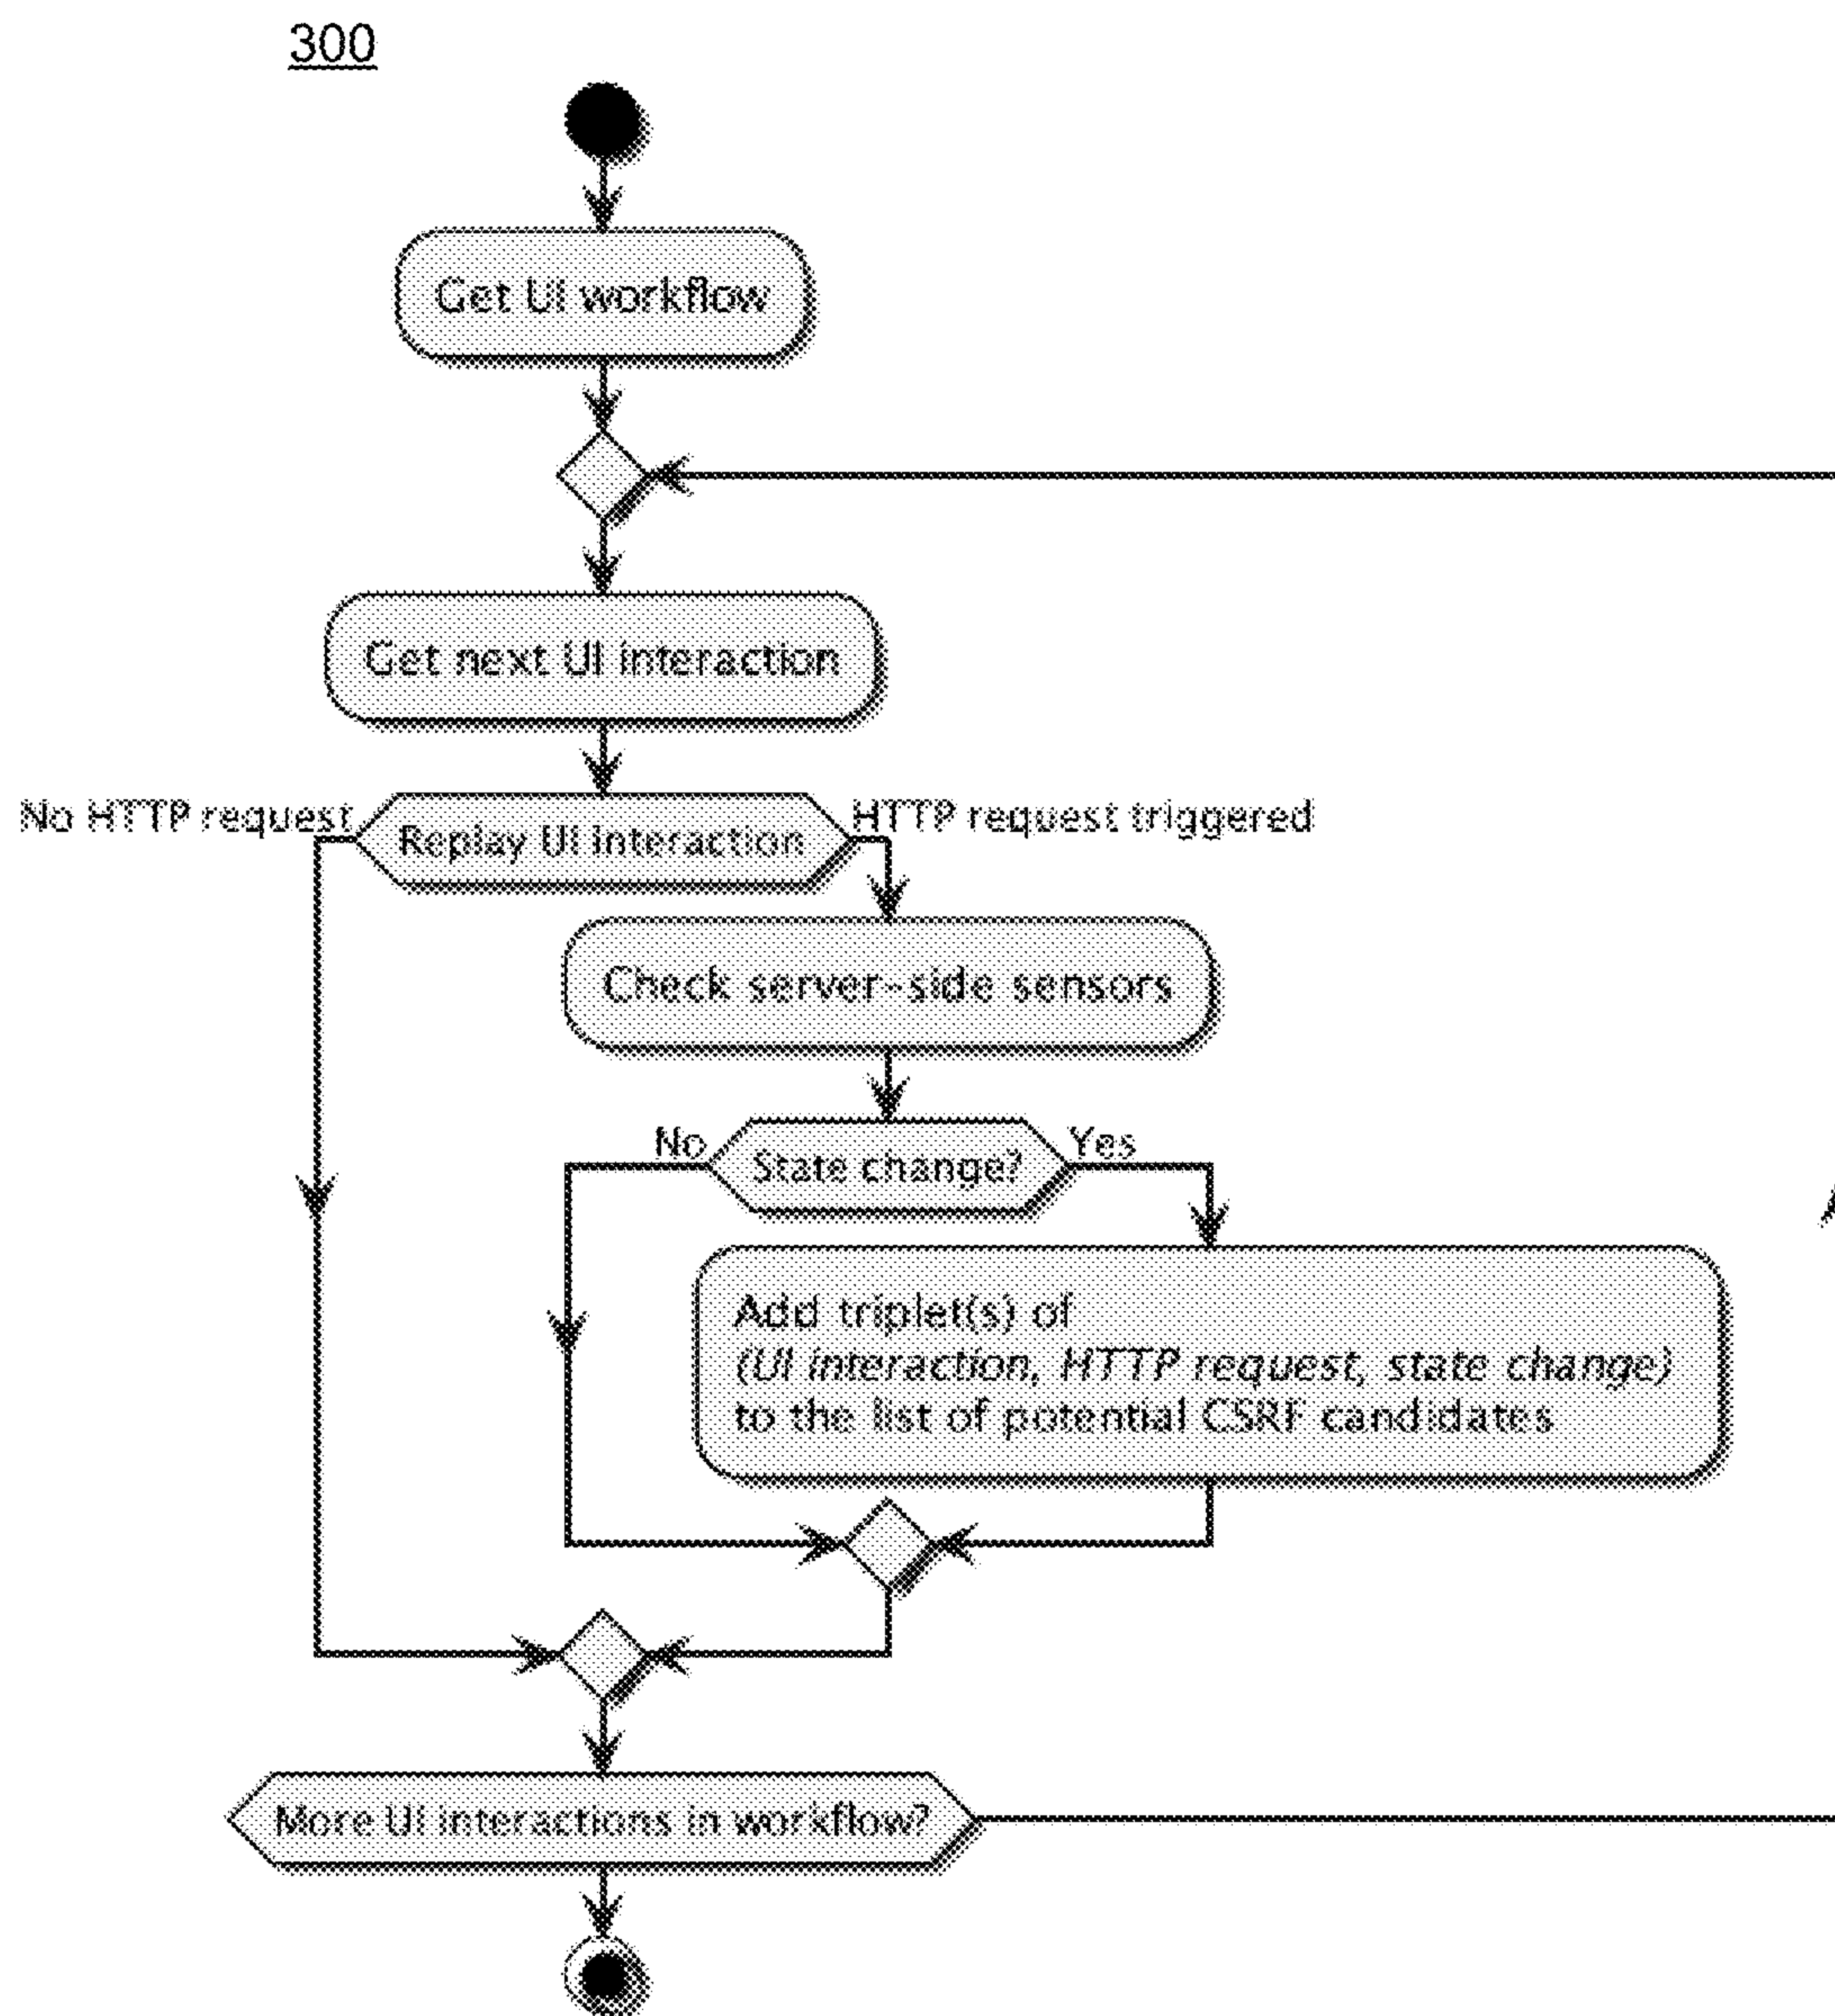 300
Get UI workflow
Get next UI interaction
No HTTP request
Replay UI interaction
HTTP request triggered
Check server-side sensors
No
State change?
Yes
Add triplet(s) of
(UI interaction, HTTP request, state change)
to the list of potential CSRF candidates
More UI interactions in workflow?